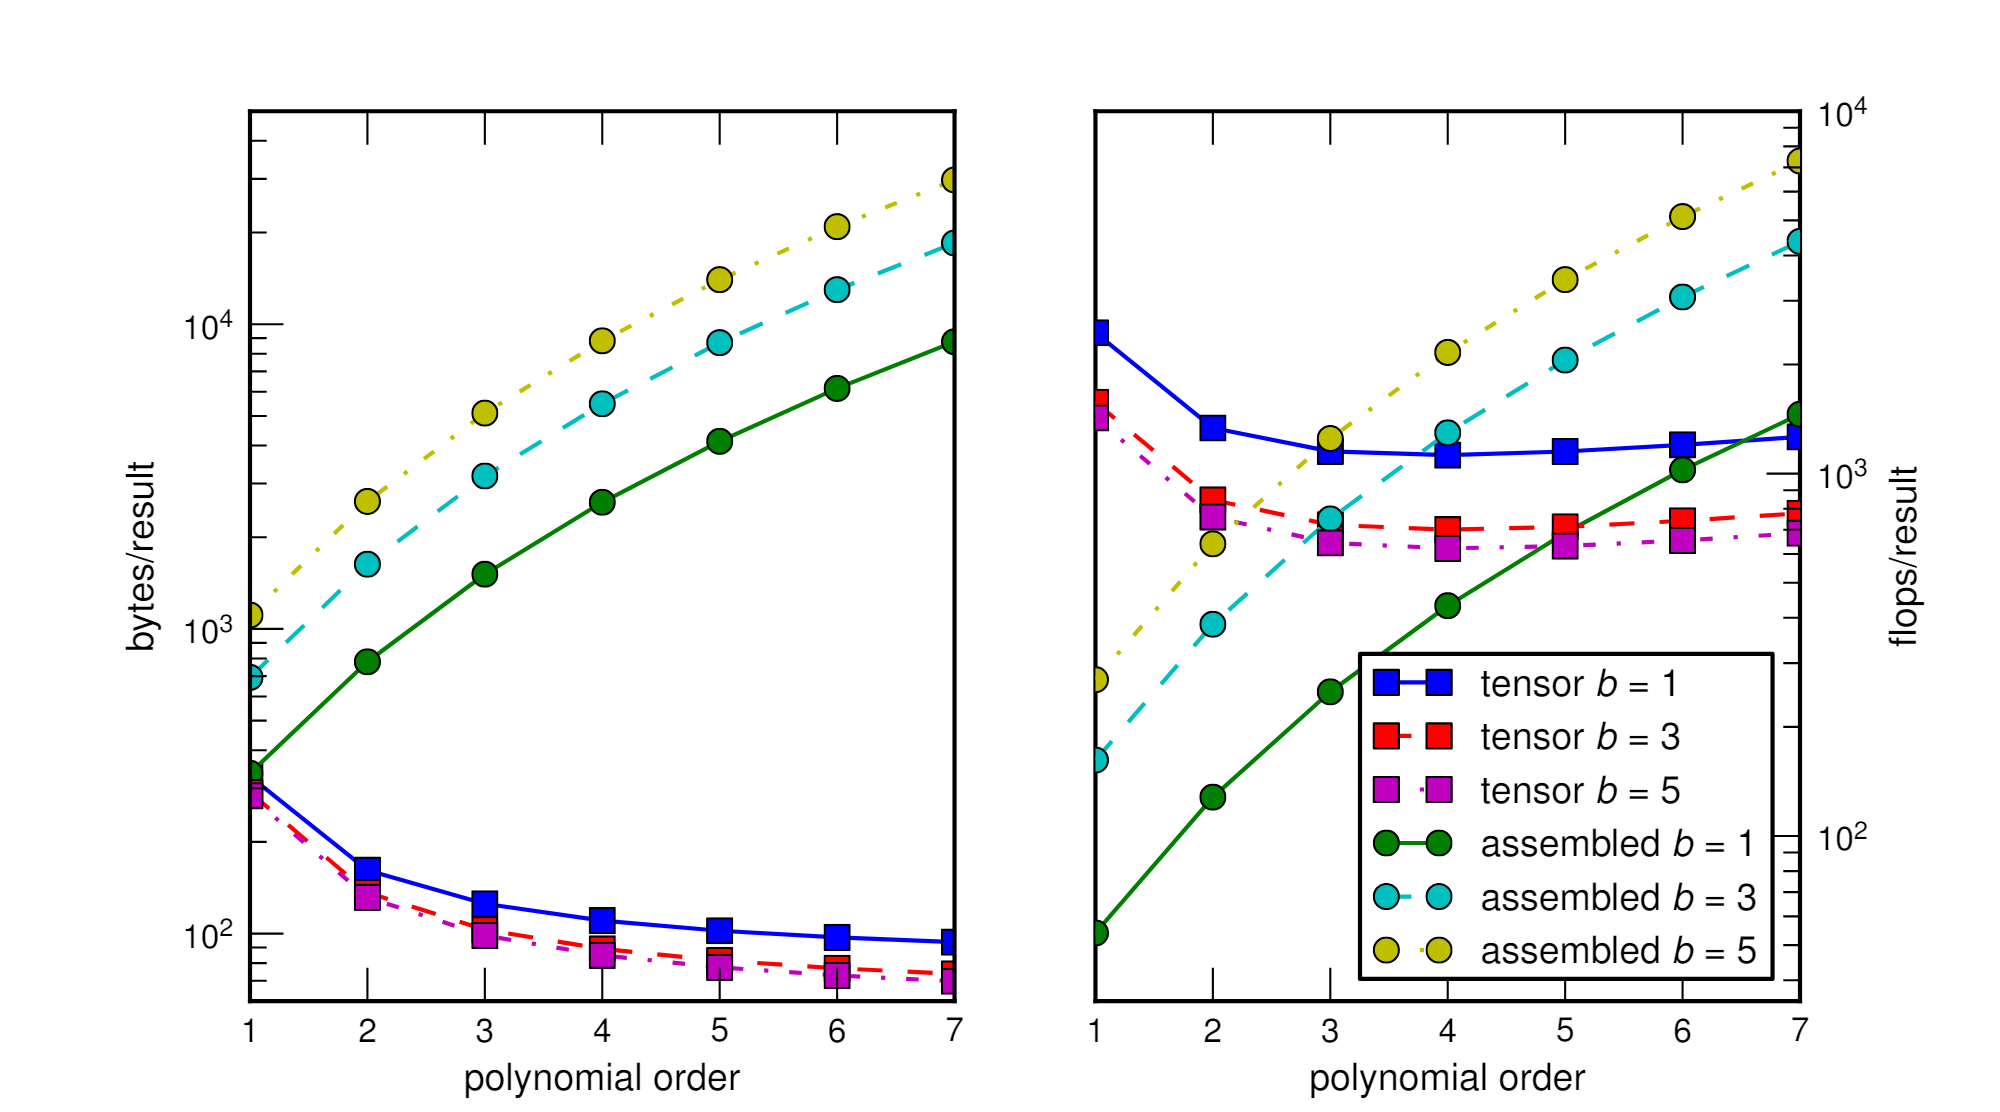 bytes/result
10⁴
10³
10²
1 2 3 4 5 6 7
polynomial order
10⁴
10³
10²
flops/result
1 2 3 4 5 6 7
polynomial order
tensor b = 1
tensor b = 3
tensor b = 5
assembled b = 1
assembled b = 3
assembled b = 5